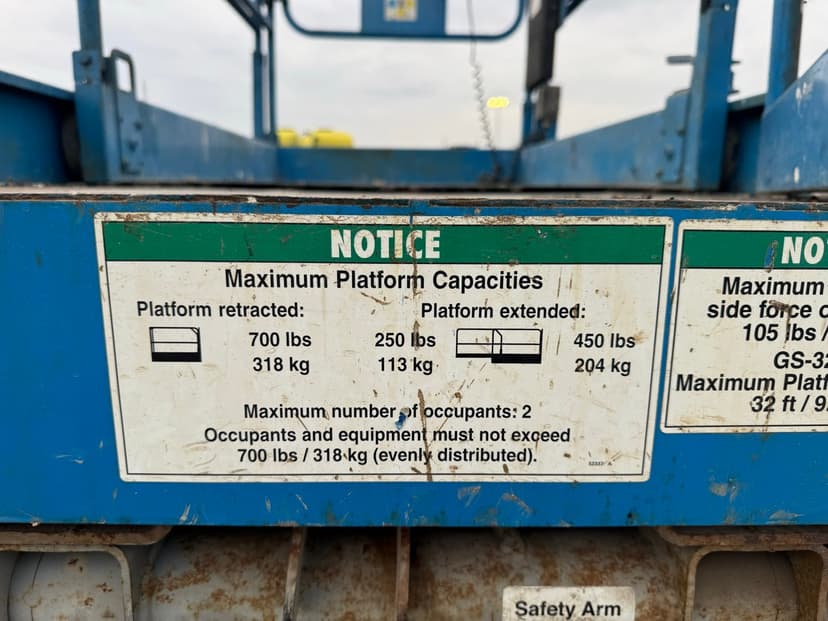 NOTICE
Maximum Platform Capacities
Platform retracted: Platform extended:
700 lbs 250 lbs 450 lbs
318 kg 113 kg 204 kg
Maximum number of occupants: 2
Occupants and equipment must not exceed
700 lbs / 318 kg (evenly distributed).
NO
Maximum
side force
105 lbs /
GS-32
Maximum Platf
32 ft / 9
Safety Arm